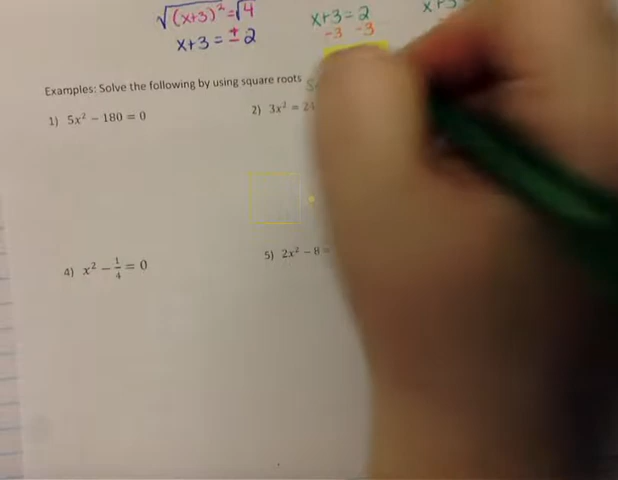 √(x+3)² = √4
x+3 = 2
x+3
x+3 = ± 2
-3 -3
Examples: Solve the following by using square roots
1) 5x² − 180 = 0
2) 3x² =
4) x² − 1/4 = 0
5) 2x² − 8 =